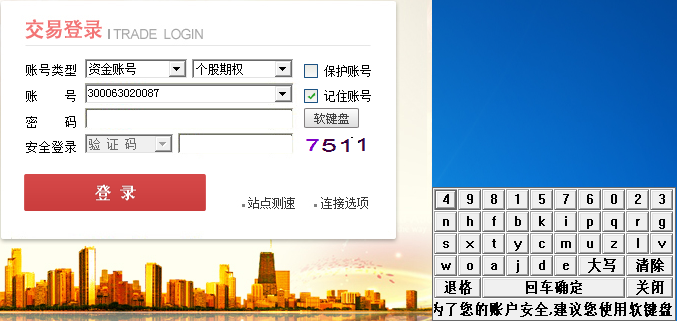 交易登录 | TRADE LOGIN
账号类型 资金账号 个股期权 保护账号
账 号 300063020087 记住账号
密 码 软键盘
安全登录 验证码 7511
登录
站点测速 连接选项
4 9 8 1 5 7 6 0 2 3
n h f b k i p q r g
s x t y c m u z l v
w o a j d e 大写 清除
退格 回车确定 关闭
为了您的账户安全,建议您使用软键盘